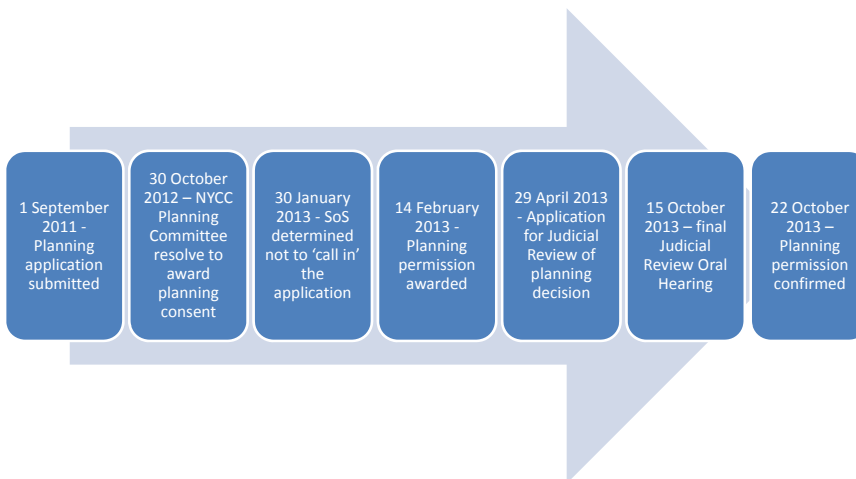 1 September
2011 -
Planning
application
submitted
30 October
2012 – NYCC
Planning
Committee
resolve to
award
planning
consent
30 January
2013 - SoS
determined
not to ‘call in’
the
application
14 February
2013 -
Planning
permission
awarded
29 April 2013
- Application
for Judicial
Review of
planning
decision
15 October
2013 – final
Judicial
Review Oral
Hearing
22 October
2013 –
Planning
permission
confirmed